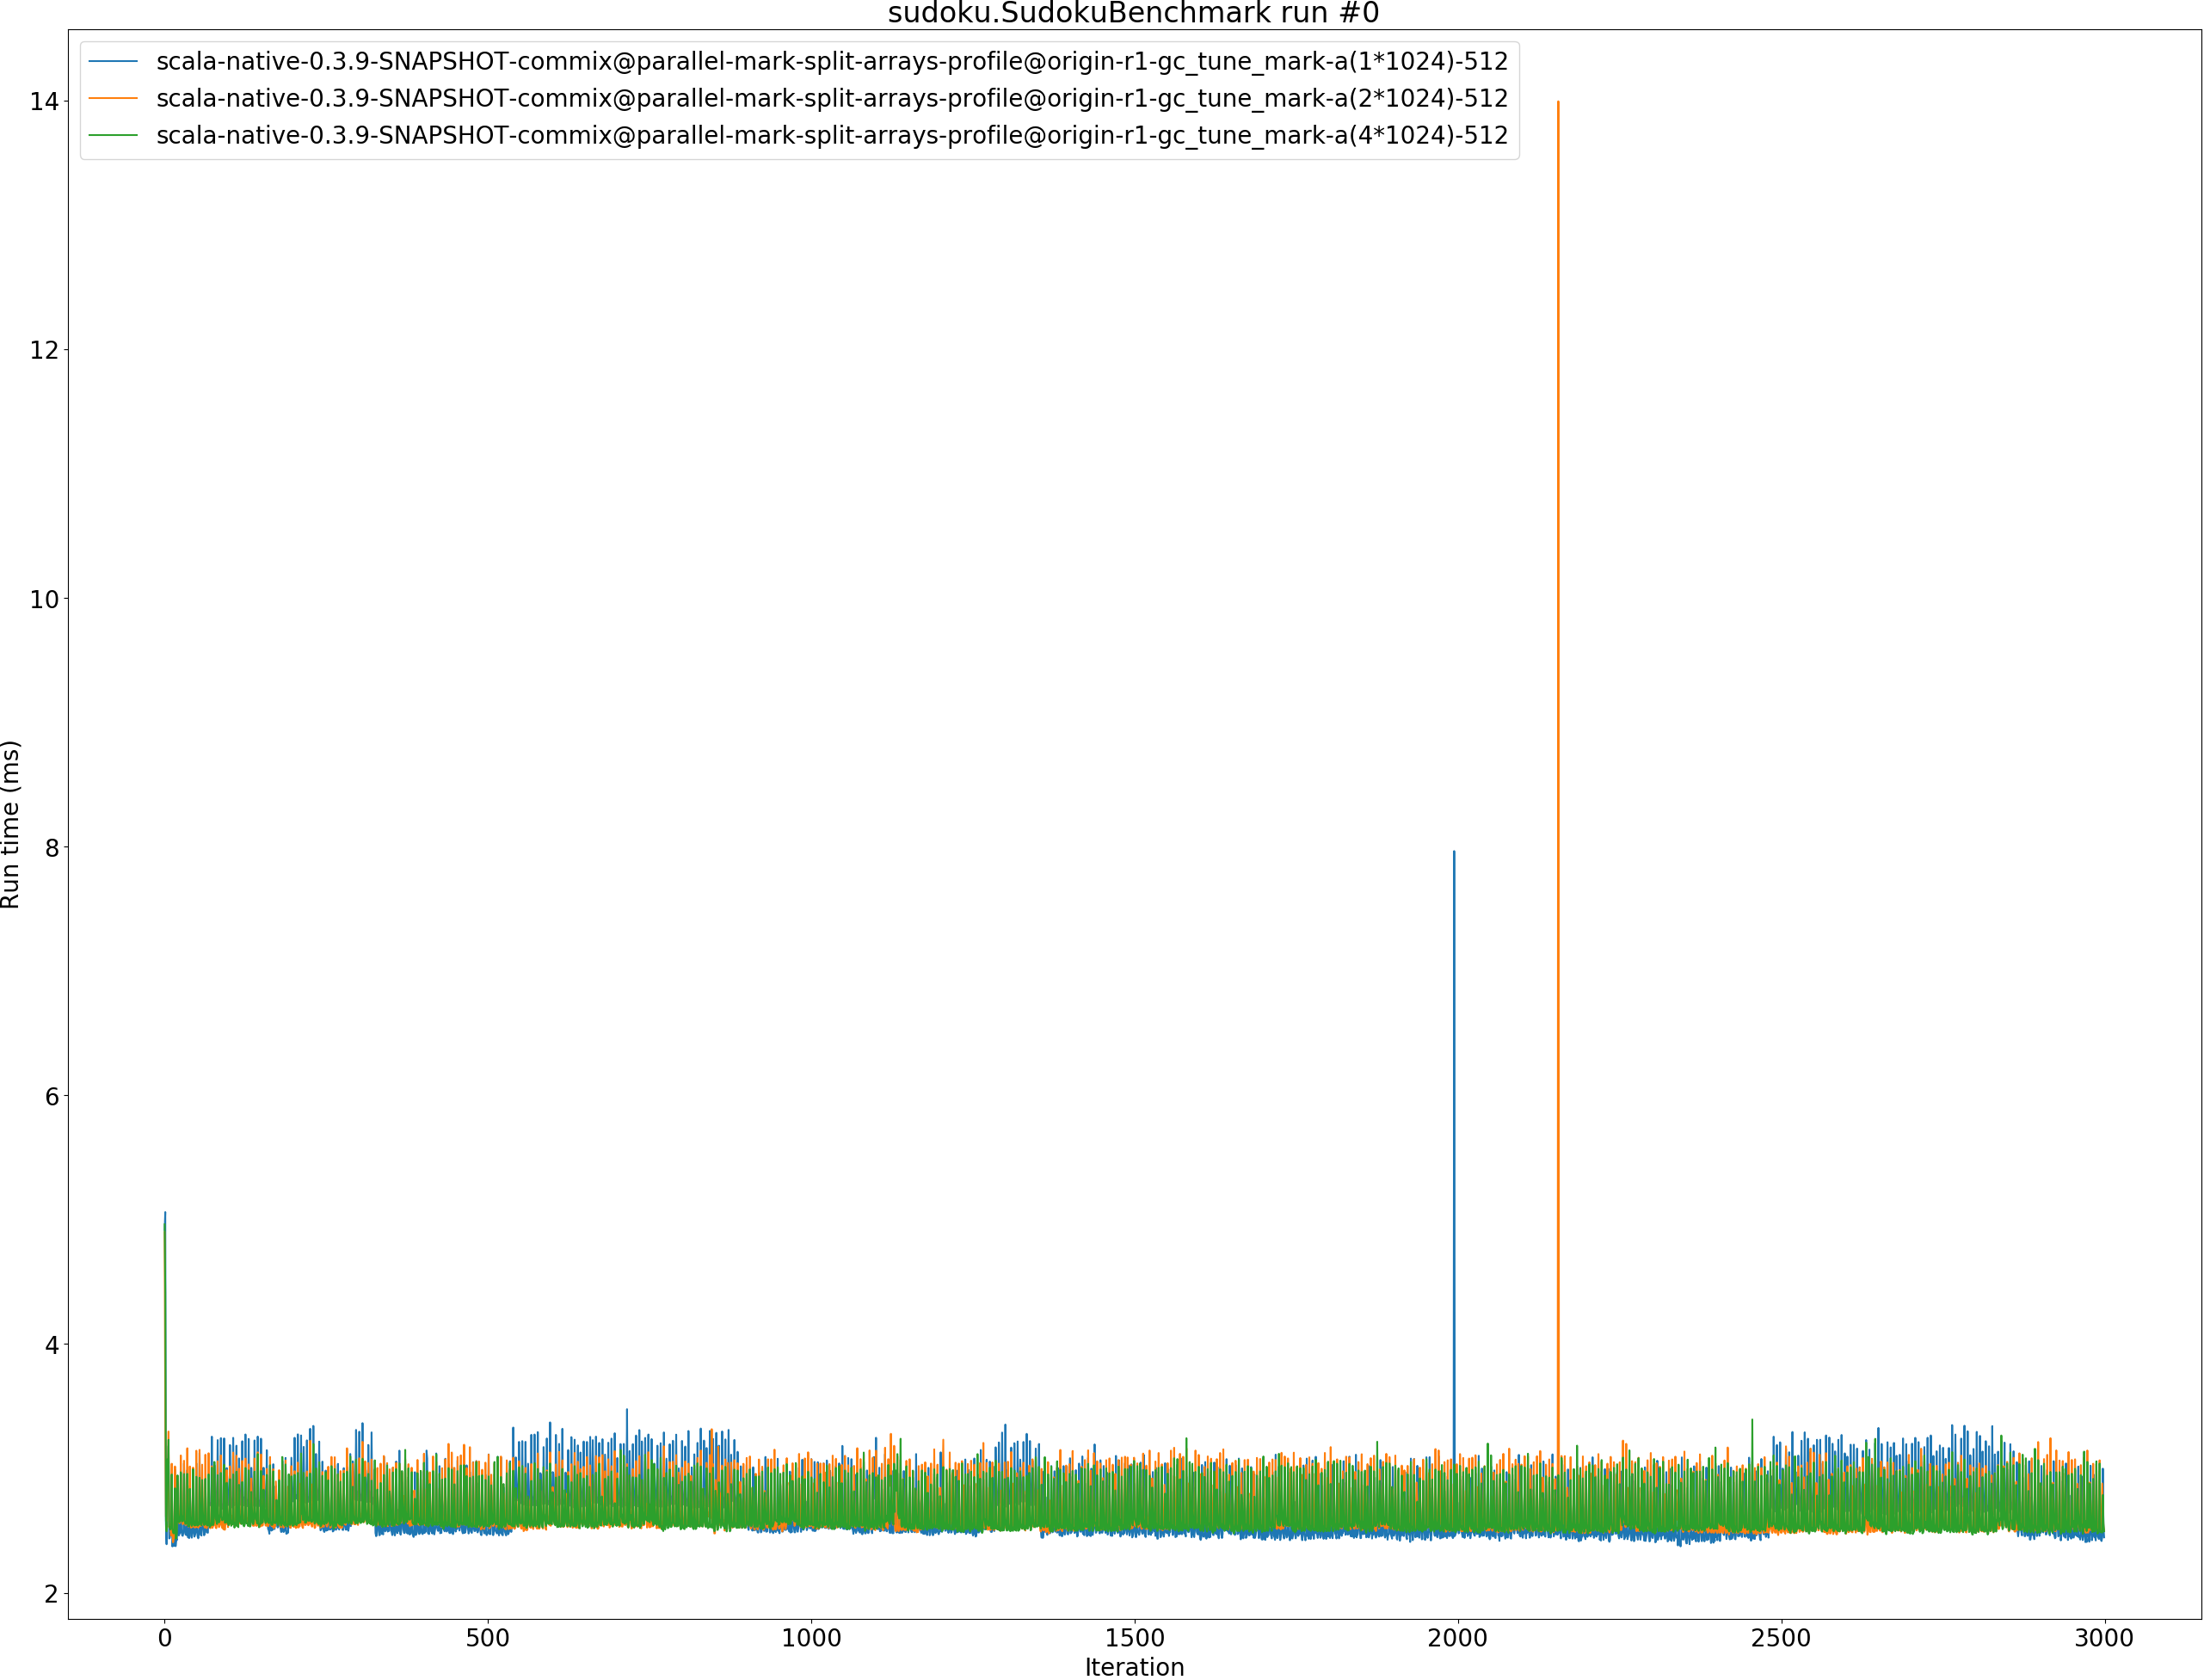 sudoku.SudokuBenchmark run #0
scala-native-0.3.9-SNAPSHOT-commix@parallel-mark-split-arrays-profile@origin-r1-gc_tune_mark-a(1*1024)-512
scala-native-0.3.9-SNAPSHOT-commix@parallel-mark-split-arrays-profile@origin-r1-gc_tune_mark-a(2*1024)-512
scala-native-0.3.9-SNAPSHOT-commix@parallel-mark-split-arrays-profile@origin-r1-gc_tune_mark-a(4*1024)-512
14
12
10
8
6
4
2
Run time (ms)
0 500 1000 1500 2000 2500 3000
Iteration